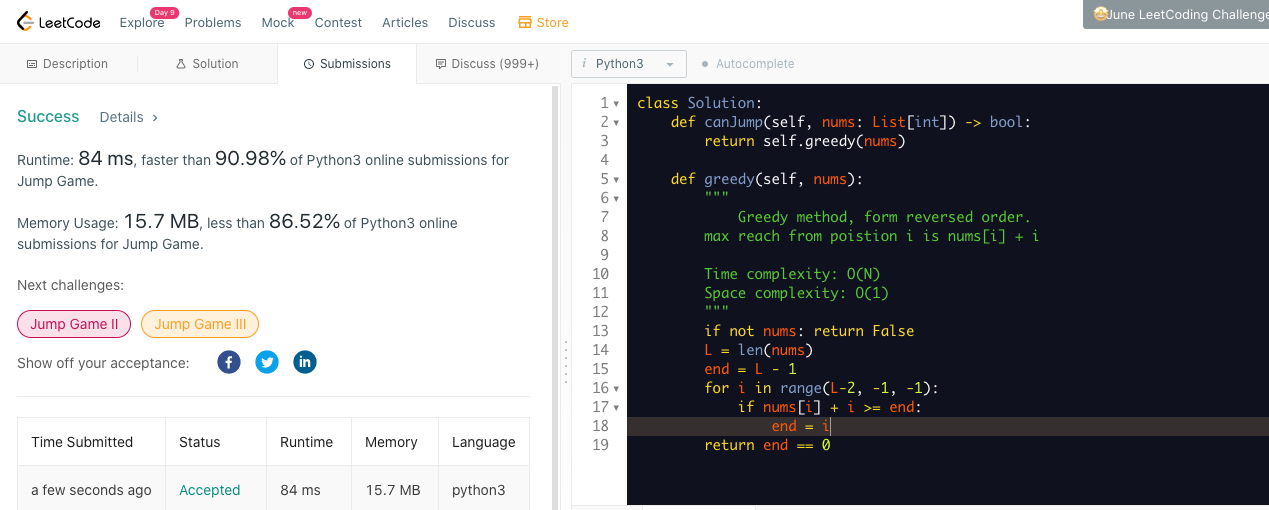 LeetCode Explore Day 9 Problems Mock new Contest Articles Discuss Store
🤩June LeetCoding Challenge
Description Solution Submissions Discuss (999+)
i Python3 Autocomplete
Success Details >
Runtime: 84 ms, faster than 90.98% of Python3 online submissions for
Jump Game.
Memory Usage: 15.7 MB, less than 86.52% of Python3 online
submissions for Jump Game.
Next challenges:
Jump Game II Jump Game III
Show off your acceptance:
Time Submitted Status Runtime Memory Language
a few seconds ago Accepted 84 ms 15.7 MB python3
1 class Solution:
2     def canJump(self, nums: List[int]) -> bool:
3         return self.greedy(nums)
4
5     def greedy(self, nums):
6         """
7             Greedy method, form reversed order.
8         max reach from poistion i is nums[i] + i
9
10         Time complexity: O(N)
11         Space complexity: O(1)
12         """
13         if not nums: return False
14         L = len(nums)
15         end = L - 1
16         for i in range(L-2, -1, -1):
17             if nums[i] + i >= end:
18                 end = i
19         return end == 0